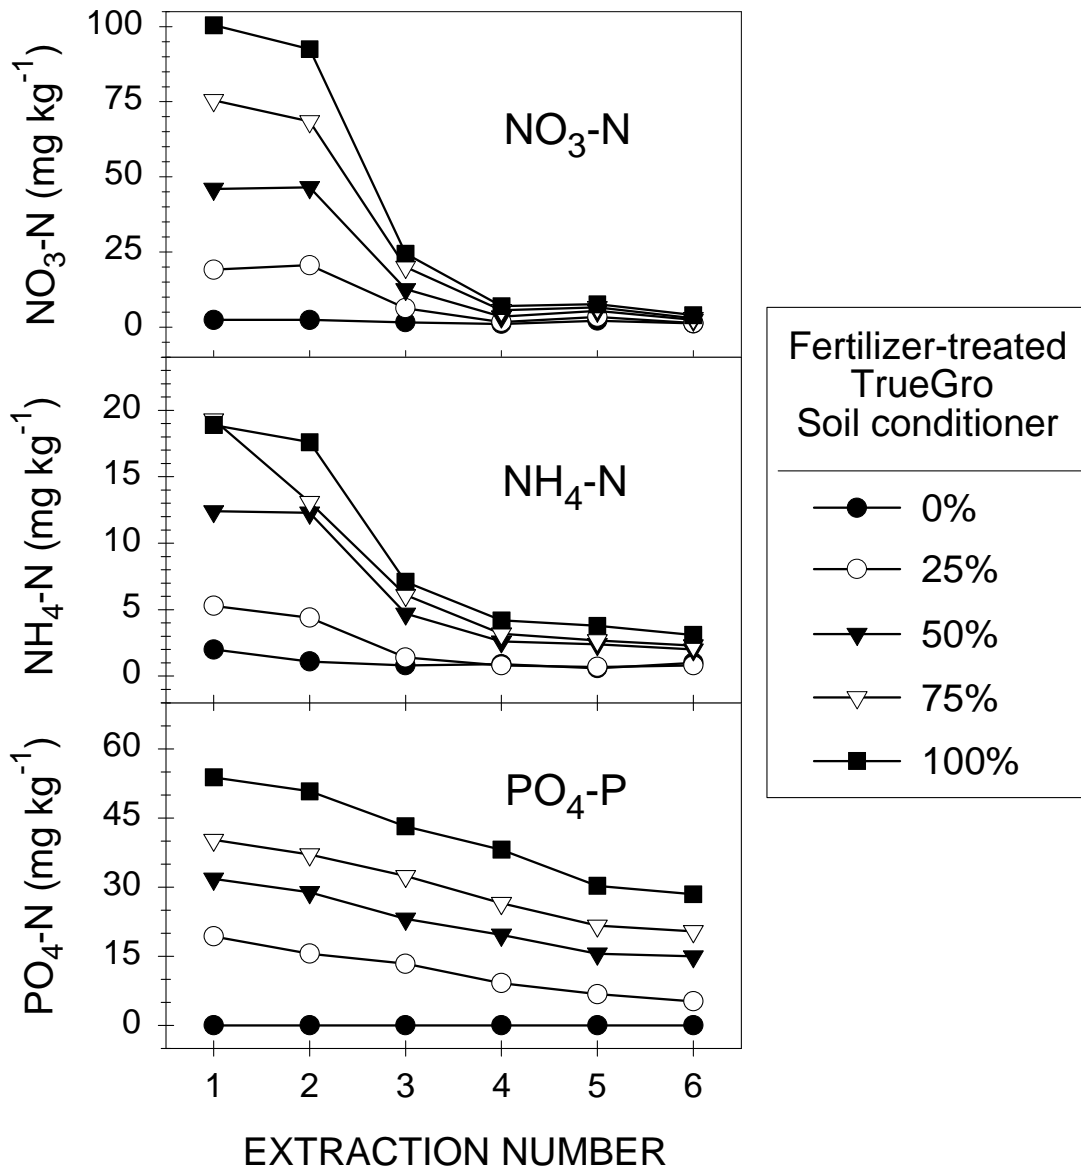 100
75
50
25
0
NO₃-N (mg kg⁻¹)
NO₃-N
20
15
10
5
0
NH₄-N (mg kg⁻¹)
NH₄-N
60
45
30
15
0
PO₄-N (mg kg⁻¹)
PO₄-P
1 2 3 4 5 6
EXTRACTION NUMBER
Fertilizer-treated
TrueGro
Soil conditioner
0%
25%
50%
75%
100%